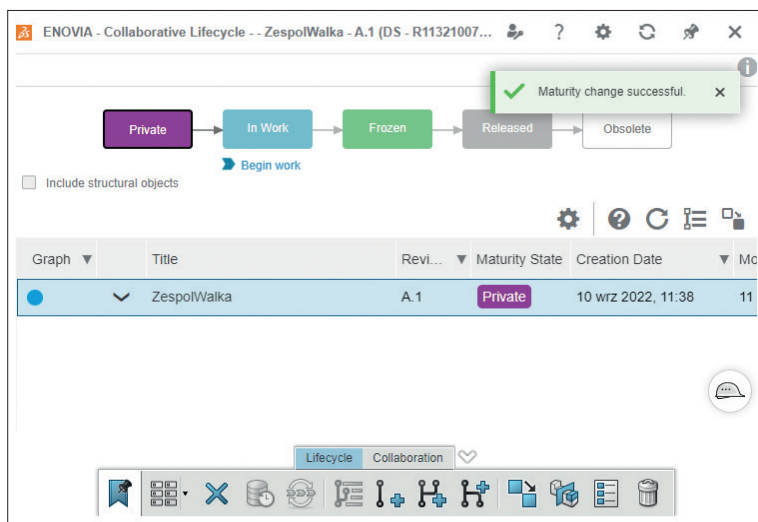 ENOVIA - Collaborative Lifecycle - - ZespolWalka - A.1 (DS - R11321007...
Maturity change successful.
Private In Work Frozen Released Obsolete
Begin work
Include structural objects
Graph Title Revi... Maturity State Creation Date Mo
ZespolWalka A.1 Private 10 wrz 2022, 11:38 11
Lifecycle Collaboration